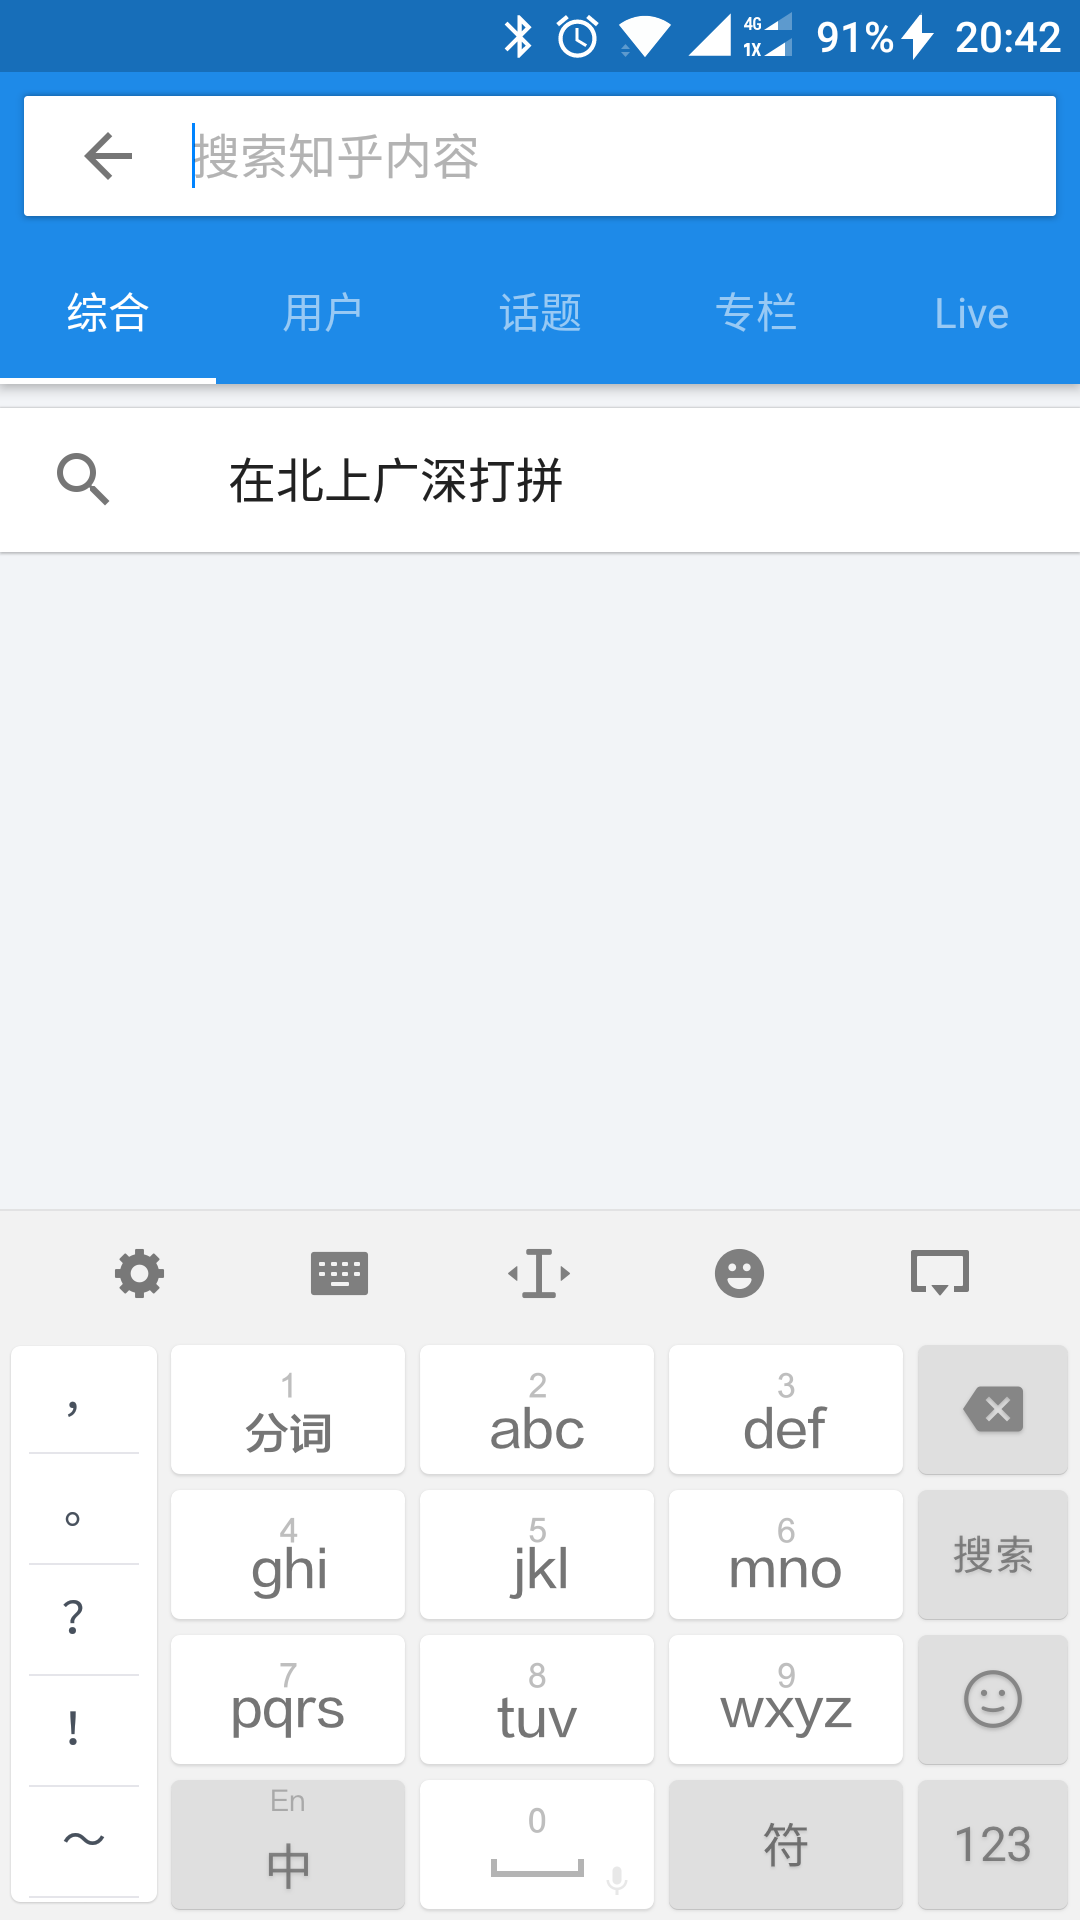 4G
1X
91%
20:42
搜索知乎内容
综合
用户
话题
专栏
Live
在北上广深打拼
，
。
？
！
～
1
分词
2
abc
3
def
4
ghi
5
jkl
6
mno
搜索
7
pqrs
8
tuv
9
wxyz
En
中
0
符
123